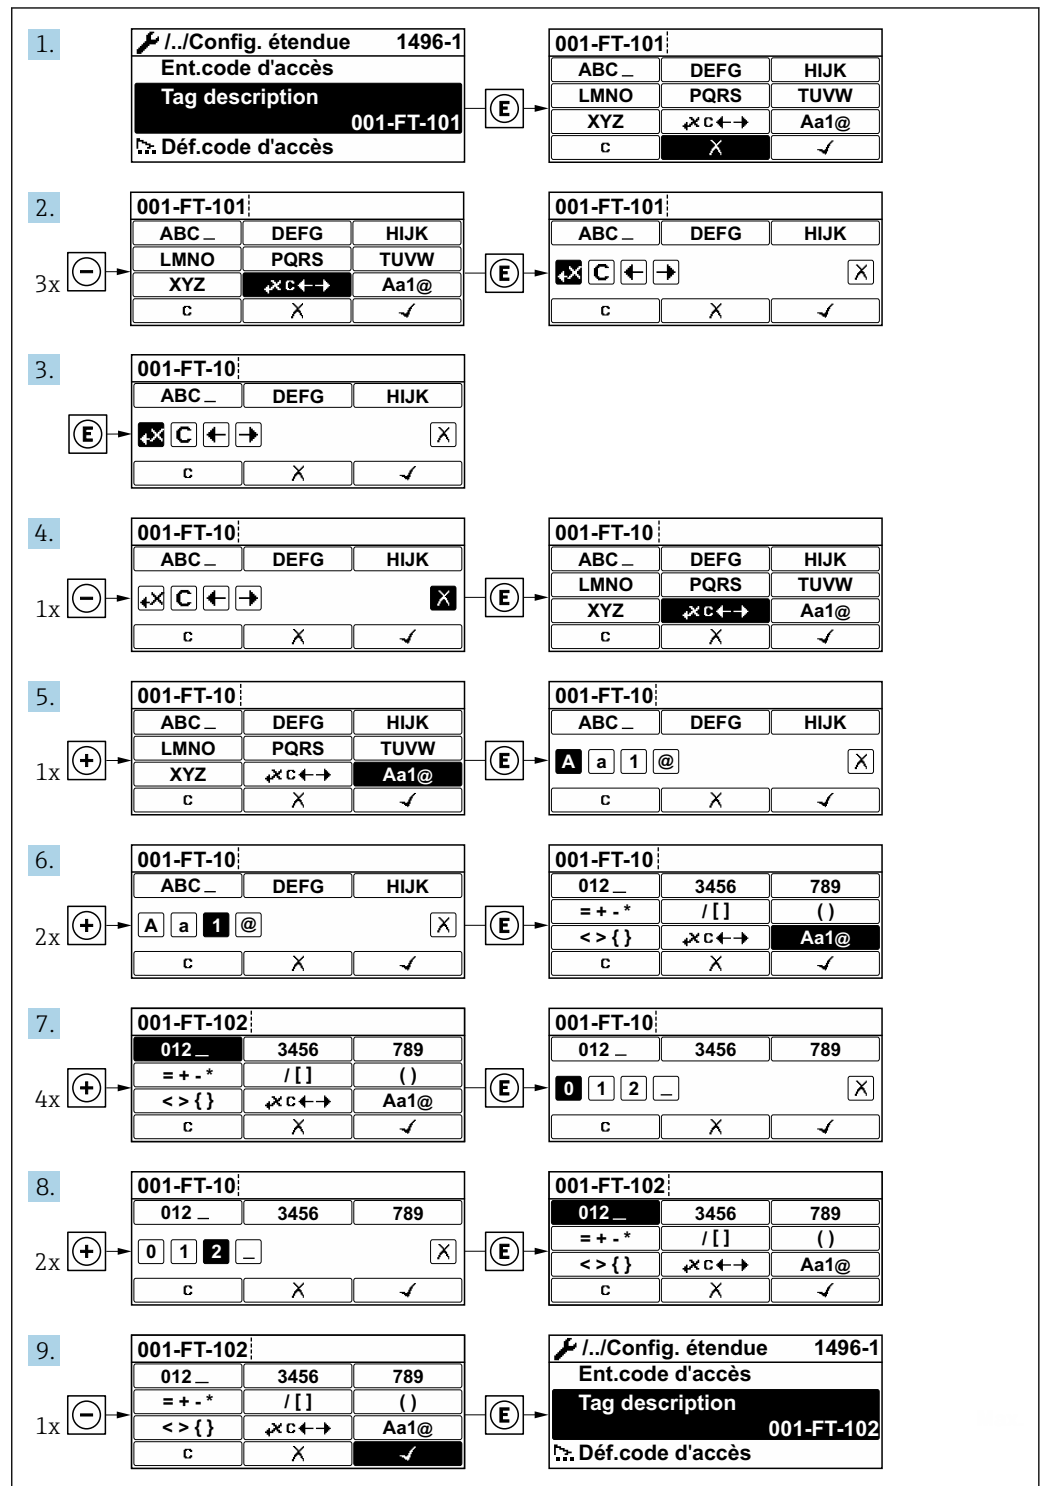 1.
/../Config. étendue 1496-1
Ent.code d'accès
Tag description
001-FT-101
Déf.code d'accès
E
001-FT-101
ABC_ DEFG HIJK
LMNO PQRS TUVW
XYZ C←→ Aa1@
C X ✓
2.
3x
001-FT-101
ABC_ DEFG HIJK
LMNO PQRS TUVW
XYZ C←→ Aa1@
C X ✓
E
001-FT-101
ABC_ DEFG HIJK
C ← → X
C X ✓
3.
E
001-FT-10
ABC_ DEFG HIJK
C ← → X
C X ✓
4.
1x
001-FT-10
ABC_ DEFG HIJK
C ← → X
C X ✓
E
001-FT-10
ABC_ DEFG HIJK
LMNO PQRS TUVW
XYZ C←→ Aa1@
C X ✓
5.
1x
001-FT-10
ABC_ DEFG HIJK
LMNO PQRS TUVW
XYZ C←→ Aa1@
C X ✓
E
001-FT-10
ABC_ DEFG HIJK
A a 1 @ X
C X ✓
6.
2x
001-FT-10
ABC_ DEFG HIJK
A a 1 @ X
C X ✓
E
001-FT-10
012_ 3456 789
=+-* /[] ()
<>{} C←→ Aa1@
C X ✓
7.
4x
001-FT-102
012_ 3456 789
=+-* /[] ()
<>{} C←→ Aa1@
C X ✓
E
001-FT-10
012_ 3456 789
0 1 2 _ X
C X ✓
8.
2x
001-FT-10
012_ 3456 789
0 1 2 _ X
C X ✓
E
001-FT-102
012_ 3456 789
=+-* /[] ()
<>{} C←→ Aa1@
C X ✓
9.
1x
001-FT-102
012_ 3456 789
=+-* /[] ()
<>{} C←→ Aa1@
C X ✓
E
/../Config. étendue 1496-1
Ent.code d'accès
Tag description
001-FT-102
Déf.code d'accès